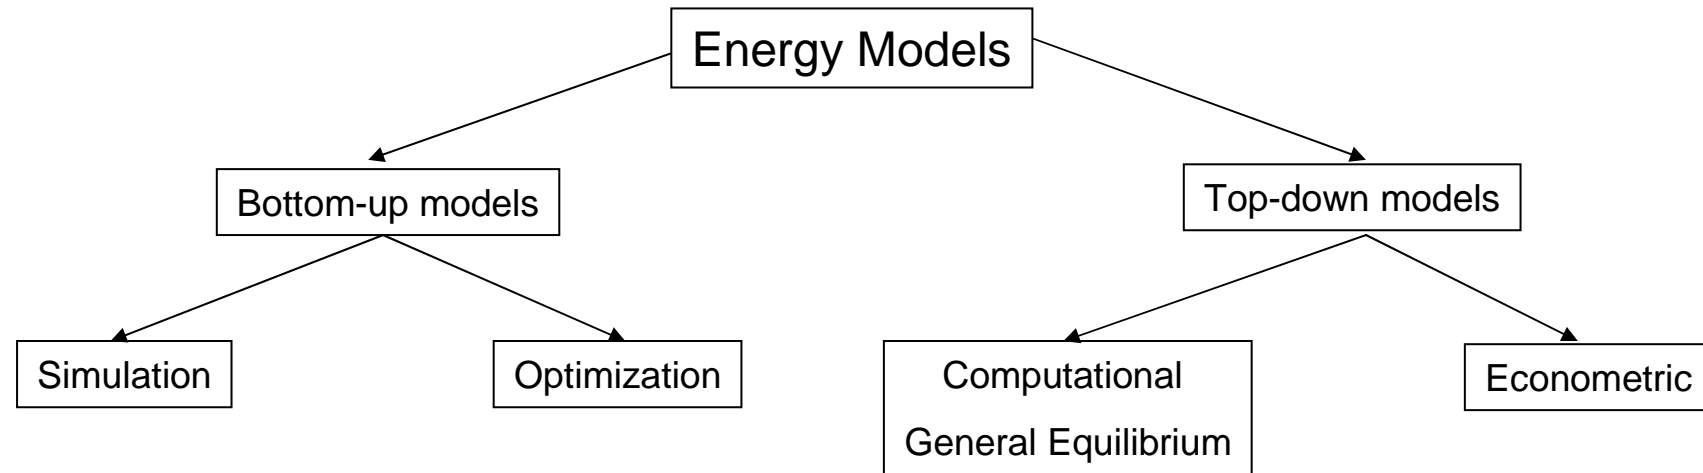 Energy Models
Bottom-up models
Top-down models
Simulation
Optimization
Computational
General Equilibrium
Econometric